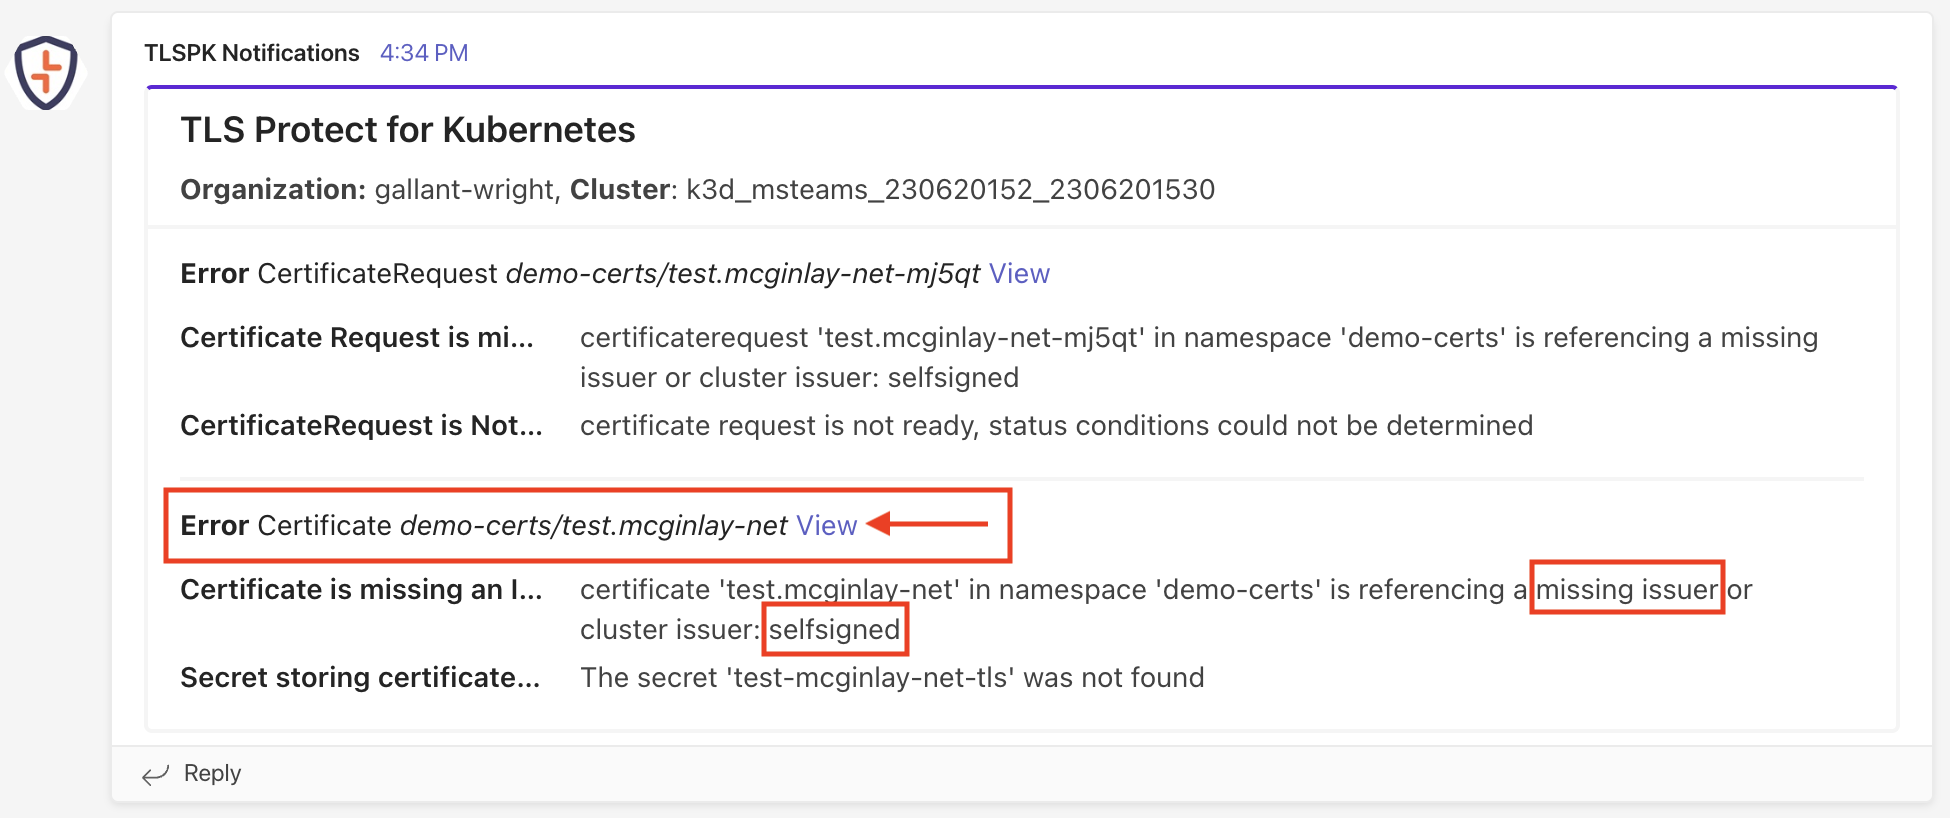 TLSPK Notifications 4:34 PM
TLS Protect for Kubernetes
Organization: gallant-wright, Cluster: k3d_msteams_230620152_2306201530
Error CertificateRequest demo-certs/test.mcginlay-net-mj5qt View
Certificate Request is mi... certificaterequest 'test.mcginlay-net-mj5qt' in namespace 'demo-certs' is referencing a missing
issuer or cluster issuer: selfsigned
CertificateRequest is Not... certificate request is not ready, status conditions could not be determined
Error Certificate demo-certs/test.mcginlay-net View
Certificate is missing an I... certificate 'test.mcginlay-net' in namespace 'demo-certs' is referencing a missing issuer or
cluster issuer: selfsigned
Secret storing certificate... The secret 'test-mcginlay-net-tls' was not found
Reply